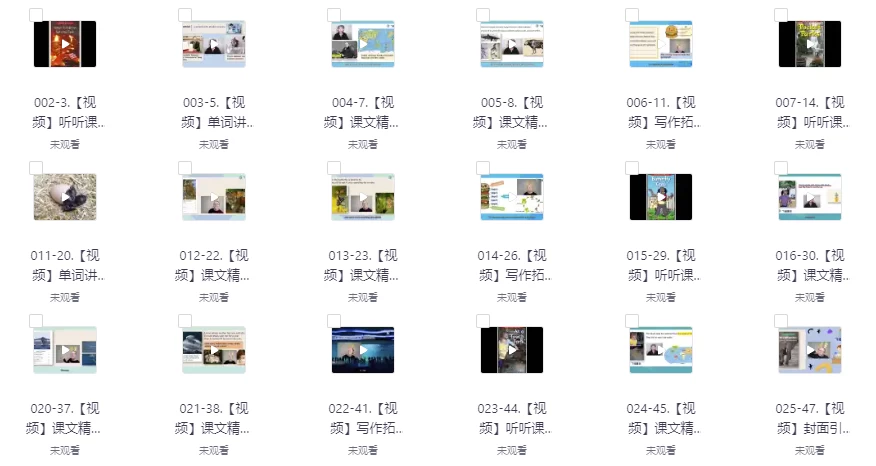 002-3.【视 003-5.【视 004-7.【视 005-8.【视 006-11.【视 007-14.【视
频】听听课... 频】单词讲... 频】课文精... 频】课文精... 频】写作拓... 频】听听课...
未观看 未观看 未观看 未观看 未观看 未观看
011-20.【视 012-22.【视 013-23.【视 014-26.【视 015-29.【视 016-30.【视
频】单词讲... 频】课文精... 频】课文精... 频】写作拓... 频】听听课... 频】课文精...
未观看 未观看 未观看 未观看 未观看 未观看
020-37.【视 021-38.【视 022-41.【视 023-44.【视 024-45.【视 025-47.【视
频】课文精... 频】课文精... 频】写作拓... 频】听听课... 频】课文精... 频】封面引...
未观看 未观看 未观看 未观看 未观看 未观看